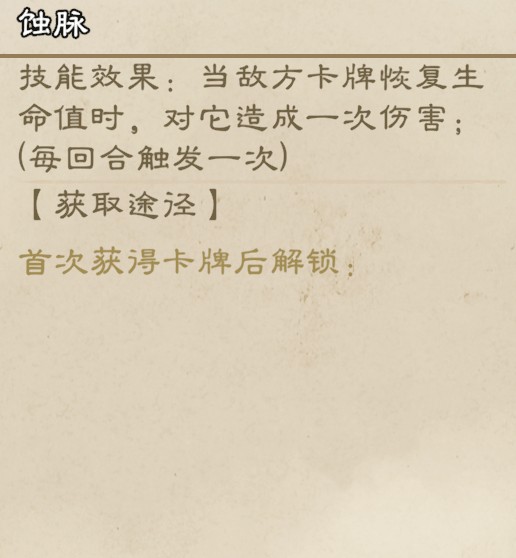 蚀脉
技能效果：当敌方卡牌恢复生
命值时，对它造成一次伤害；
(每回合触发一次)
【获取途径】
首次获得卡牌后解锁；